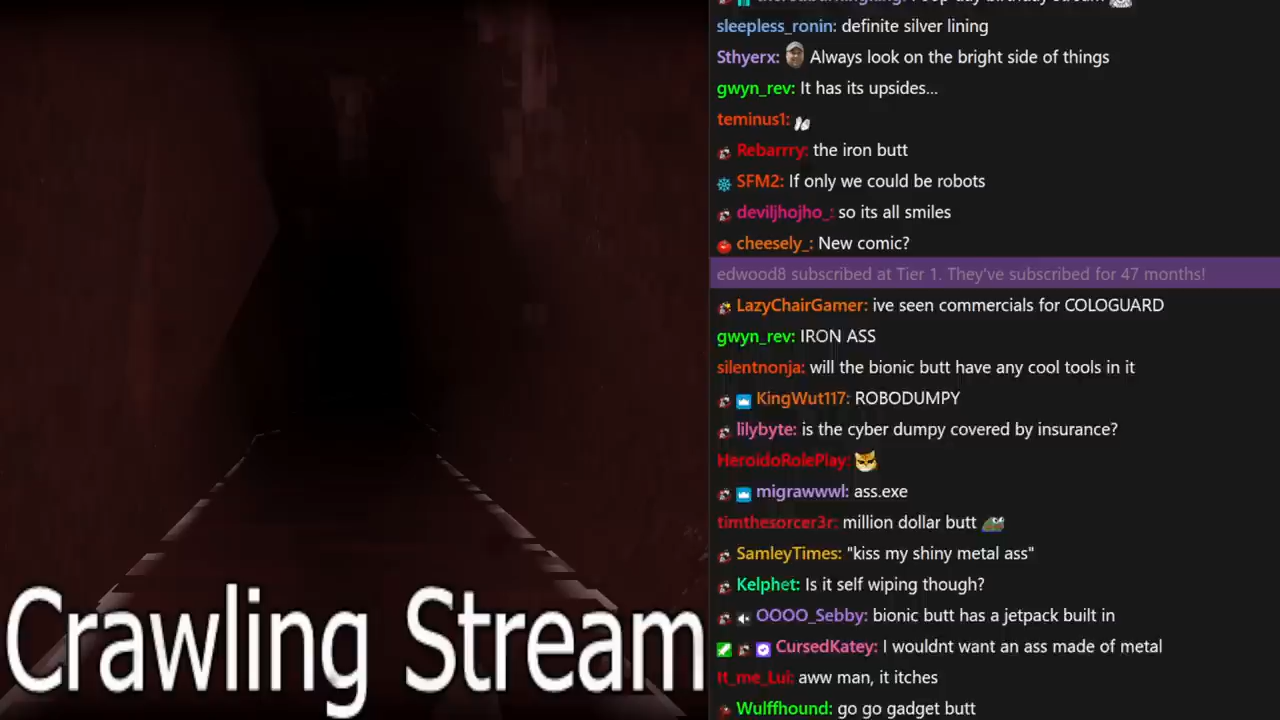 sleepless_ronin: definite silver lining
Sthyerx: Always look on the bright side of things
gwyn_rev: It has its upsides...
teminus1:
Rebarrry: the iron butt
SFM2: If only we could be robots
deviljhojho_: so its all smiles
cheesely_: New comic?
edwood8 subscribed at Tier 1. They've subscribed for 47 months!
LazyChairGamer: ive seen commercials for COLOGUARD
gwyn_rev: IRON ASS
silentnonja: will the bionic butt have any cool tools in it
KingWut117: ROBODUMPY
lilybyte: is the cyber dumpy covered by insurance?
HeroidoRolePlay:
migrawwwl: ass.exe
timthesorcer3r: million dollar butt
SamleyTimes: "kiss my shiny metal ass"
Kelphet: Is it self wiping though?
OOOO_Sebby: bionic butt has a jetpack built in
CursedKatey: I wouldnt want an ass made of metal
It_me_Lui: aww man, it itches
Wulffhound: go go gadget butt
Crawling Stream